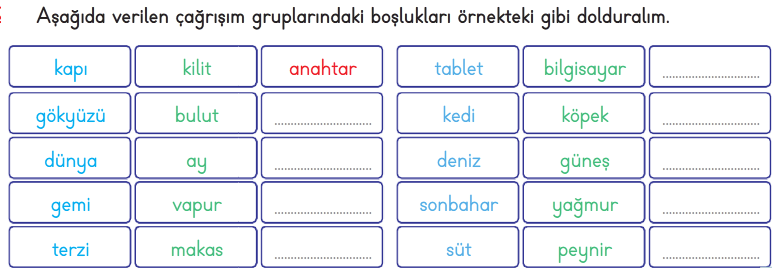 Aşağıda verilen çağrışım gruplarındaki boşlukları örnekteki gibi dolduralım.
kapı kilit anahtar tablet bilgisayar ........................
gökyüzü bulut ........................ kedi köpek ........................
dünya ay ........................ deniz güneş ........................
gemi vapur ........................ sonbahar yağmur ........................
terzi makas ........................ süt peynir ........................